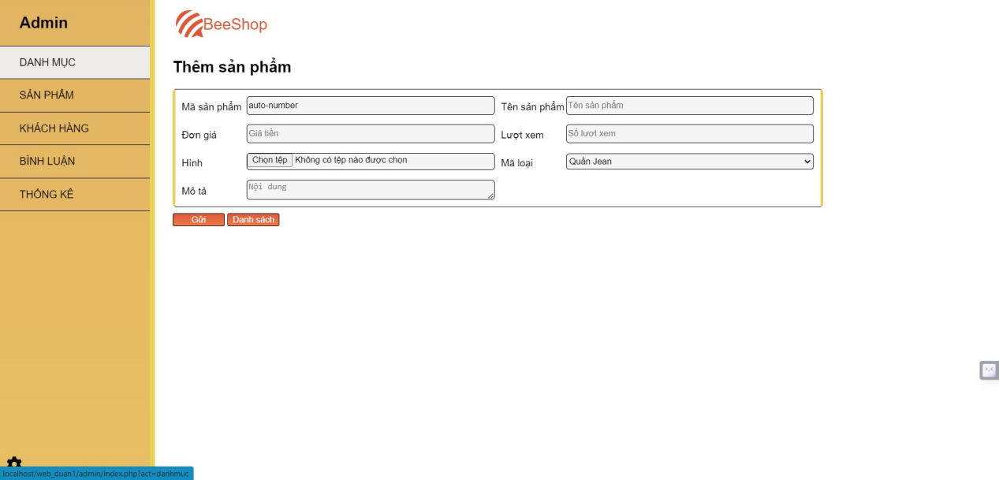 Admin
DANH MỤC
SẢN PHẨM
KHÁCH HÀNG
BÌNH LUẬN
THỐNG KÊ
BeeShop
Thêm sản phẩm
Mã sản phẩm auto-number Tên sản phẩm Tên sản phẩm
Đơn giá Giá tiền Lượt xem Số lượt xem
Hình Chọn tệp Không có tệp nào được chọn Mã loại Quần Jean
Mô tả Nội dung
Gửi Danh sách
localhost/web_duan1/admin/index.php?act=danhmuc